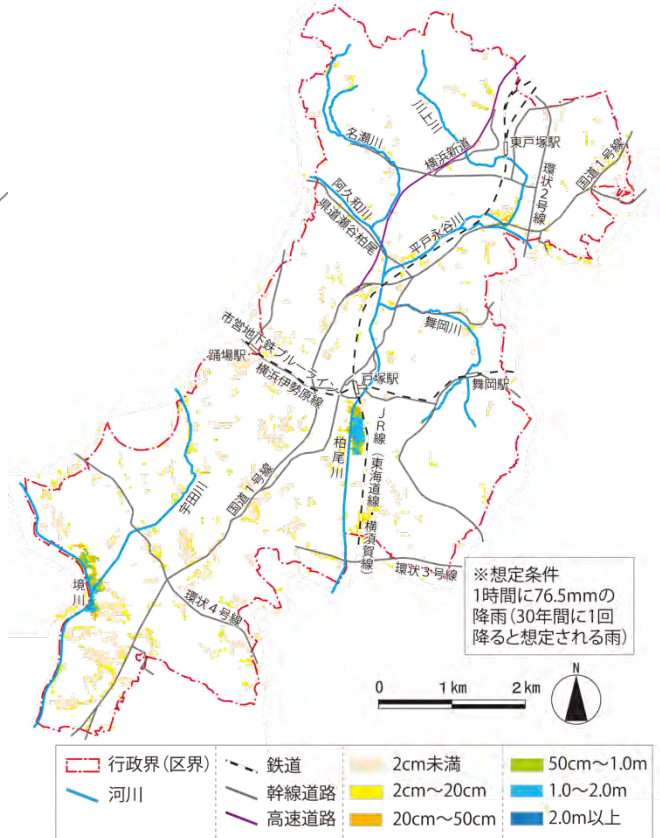 川上川
名瀬川
横浜新道
東戸塚駅
環状2号線
国道1号線
阿久和川
県道瀬谷柏尾
平戸永谷川
舞岡川
市営地下鉄ブルーライン
踊場駅
横浜伊勢原線
戸塚駅
舞岡駅
柏尾川
JR線(東海道線・横須賀線)
国道1号線
宇田川
境川
環状3号線
環状4号線
※想定条件
1時間に76.5mmの
降雨(30年間に1回
降ると想定される雨)
0 1km 2km
N
行政界(区界) 鉄道 2cm未満 50cm～1.0m
河川 幹線道路 2cm～20cm 1.0～2.0m
高速道路 20cm～50cm 2.0m以上